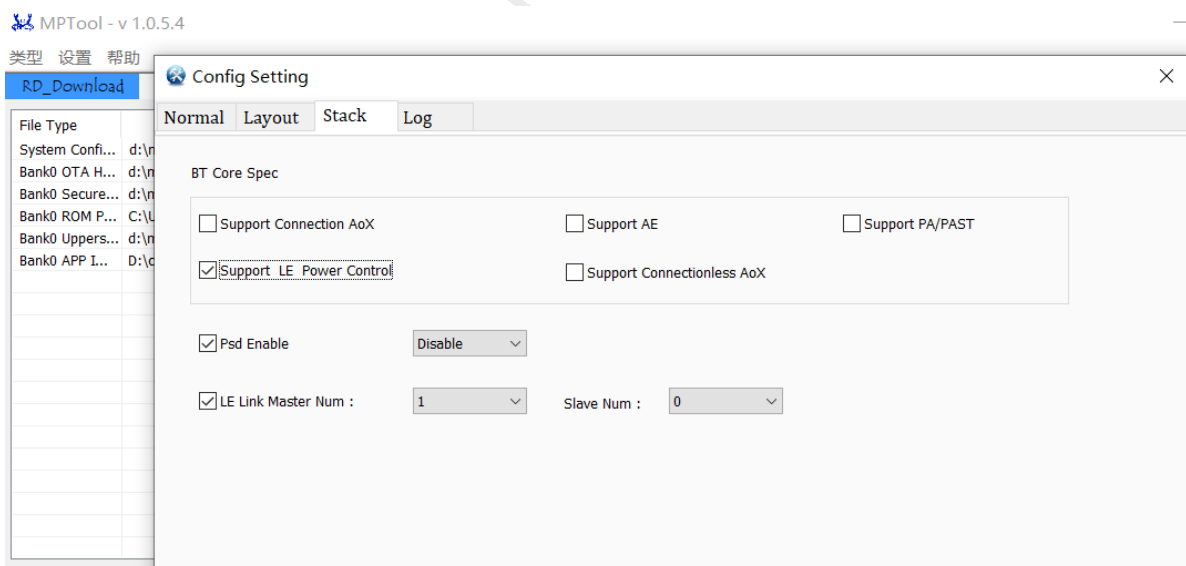 MPTool - v 1.0.5.4
类型 设置 帮助
RD_Download
File Type
System Confi... d:\n
Bank0 OTA H... d:\n
Bank0 Secure... d:\n
Bank0 ROM P... C:\U
Bank0 Uppers... d:\n
Bank0 APP I... D:\c
Config Setting
Normal Layout Stack Log
BT Core Spec
Support Connection AoX Support AE Support PA/PAST
Support LE Power Control Support Connectionless AoX
Psd Enable Disable
LE Link Master Num : 1 Slave Num : 0